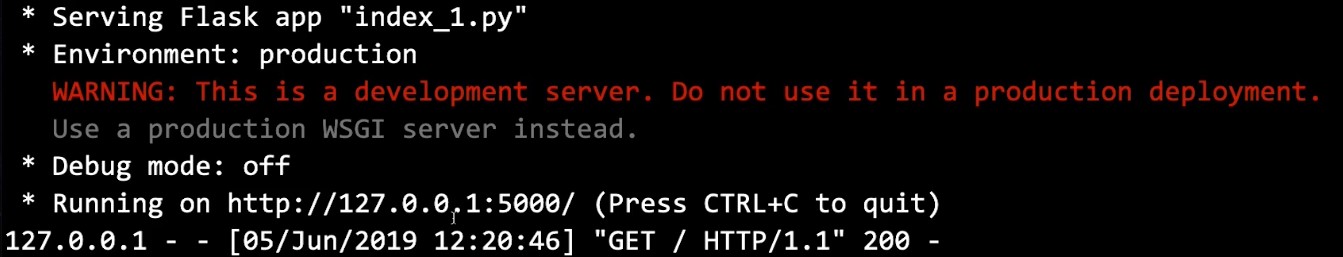 * Serving Flask app "index_1.py"
* Environment: production
WARNING: This is a development server. Do not use it in a production deployment.
Use a production WSGI server instead.
* Debug mode: off
* Running on http://127.0.0.1:5000/ (Press CTRL+C to quit)
127.0.0.1 - - [05/Jun/2019 12:20:46] "GET / HTTP/1.1" 200 -